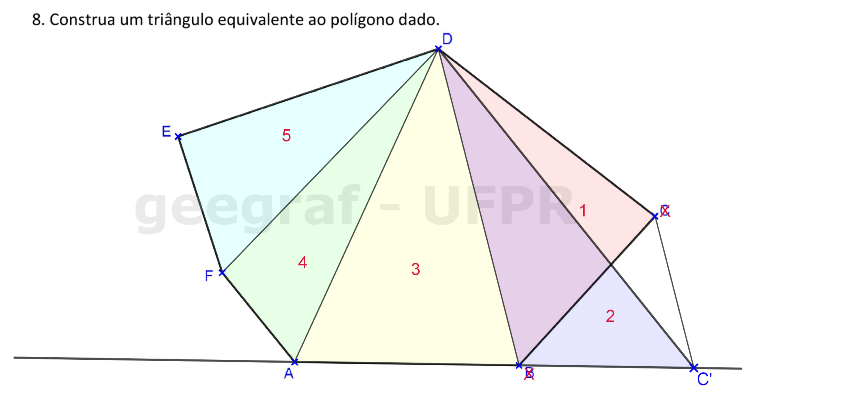 8. Construa um triângulo equivalente ao polígono dado.
D
E
5
geegraf - UFPR
1
C
4
3
F
2
A
B
C'